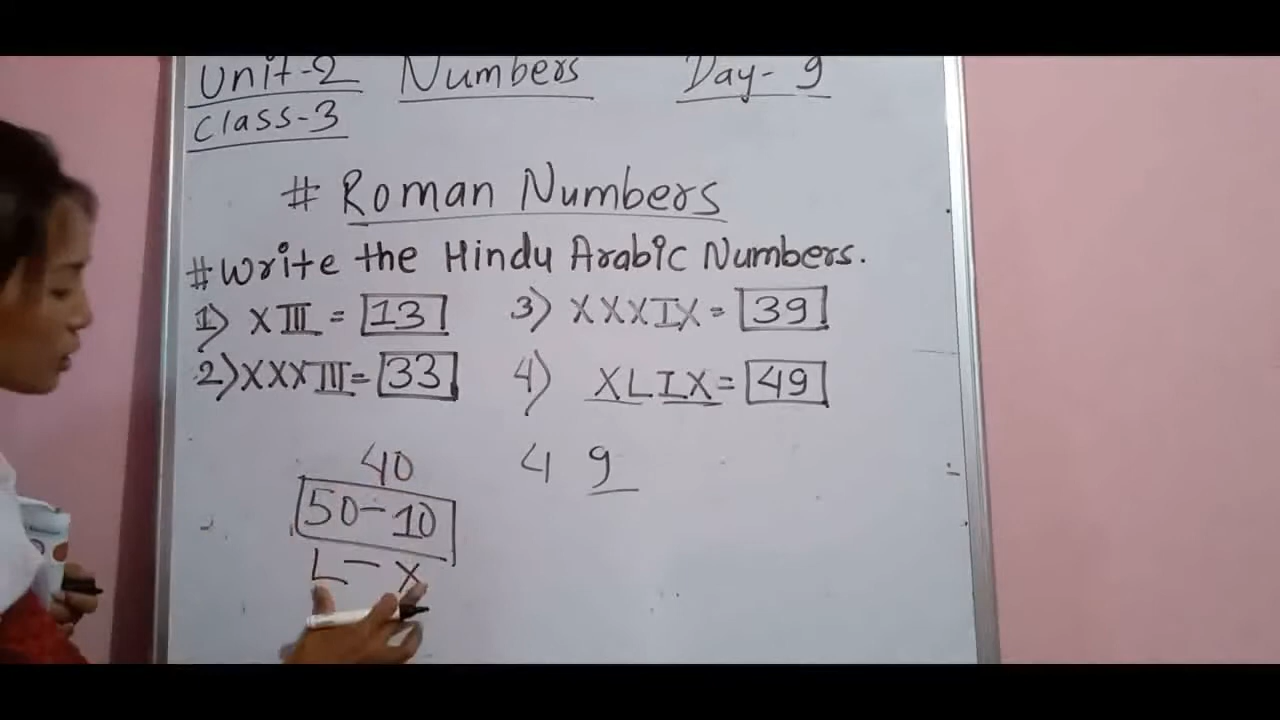 Unit-2 Numbers Day-9
Class-3
# Roman Numbers
#Write the Hindu Arabic Numbers.
1) XIII = 13 3) XXXIX = 39
2) XXXIII = 33 4) XLIX = 49
40 4 9
50-10
L-X